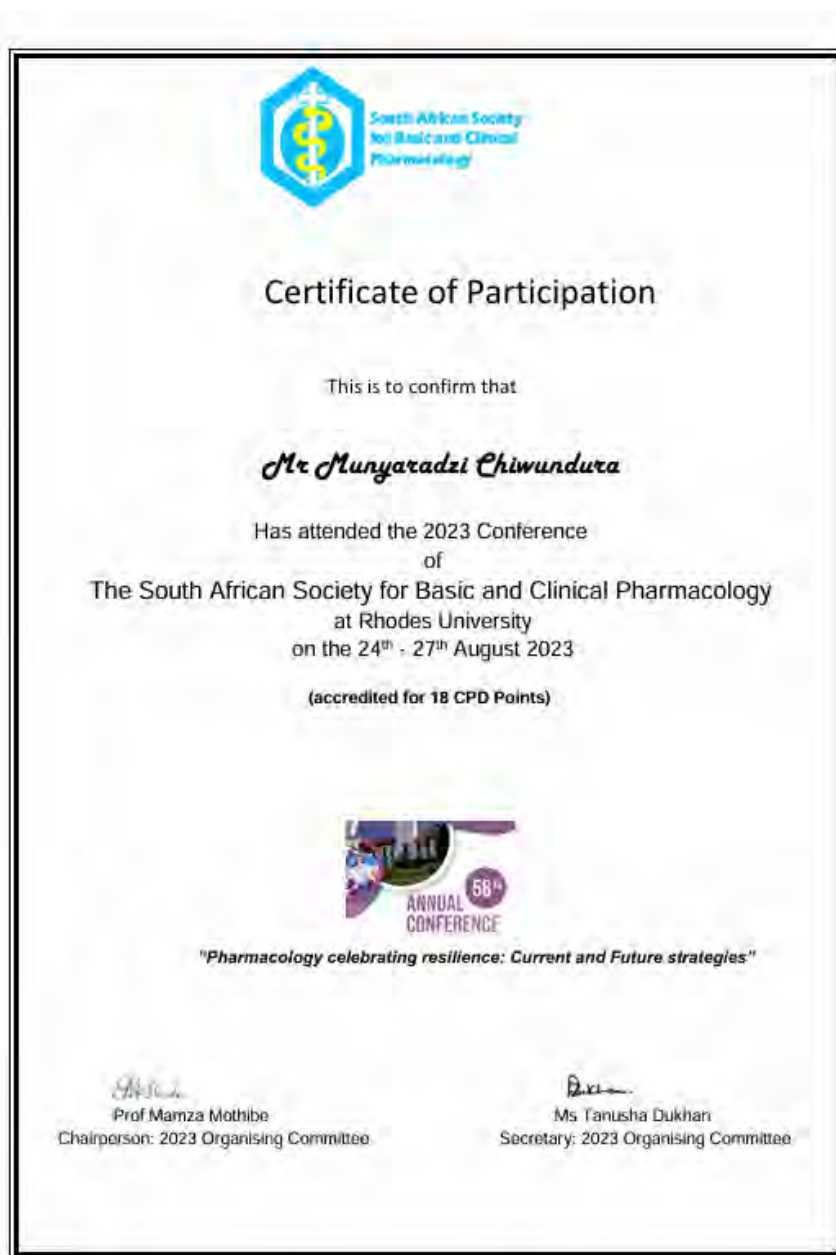 South African Society
for Basic and Clinical
Pharmacology
Certificate of Participation
This is to confirm that
Mr Munyaradzi Chiwundura
Has attended the 2023 Conference
of
The South African Society for Basic and Clinical Pharmacology
at Rhodes University
on the 24th - 27th August 2023
(accredited for 18 CPD Points)
58th
ANNUAL
CONFERENCE
"Pharmacology celebrating resilience: Current and Future strategies"
Prof Mamza Mothibe
Ms Tanusha Dukhan
Chairperson: 2023 Organising Committee
Secretary: 2023 Organising Committee